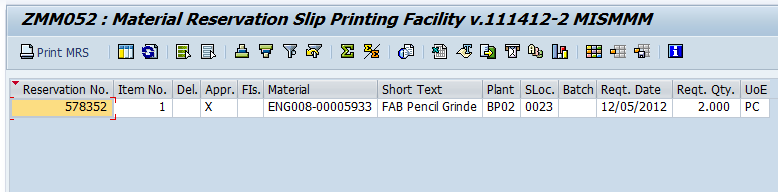 ZMM052 : Material Reservation Slip Printing Facility v.111412-2 MISMMM
Print MRS
Reservation No. Item No. Del. Appr. FIs. Material Short Text Plant SLoc. Batch Reqt. Date Reqt. Qty. UoE
578352 1 X ENG008-00005933 FAB Pencil Grinde BP02 0023 12/05/2012 2.000 PC